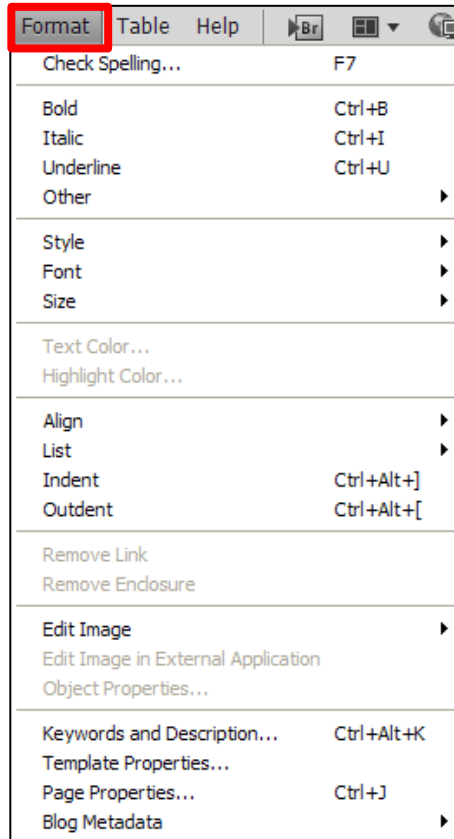 Format Table Help Br
Check Spelling... F7
Bold Ctrl+B
Italic Ctrl+I
Underline Ctrl+U
Other
Style
Font
Size
Text Color...
Highlight Color...
Align
List
Indent Ctrl+Alt+]
Outdent Ctrl+Alt+[
Remove Link
Remove Enclosure
Edit Image
Edit Image in External Application
Object Properties...
Keywords and Description... Ctrl+Alt+K
Template Properties...
Page Properties... Ctrl+J
Blog Metadata